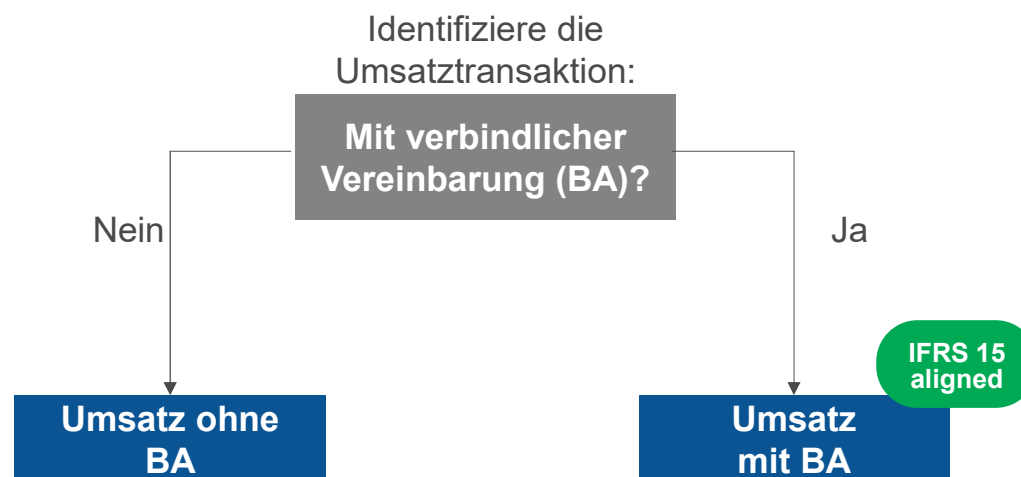 Identifiziere die
Umsatztransaktion:
Mit verbindlicher
Vereinbarung (BA)?
Nein
Ja
IFRS 15
aligned
Umsatz ohne
BA
Umsatz
mit BA